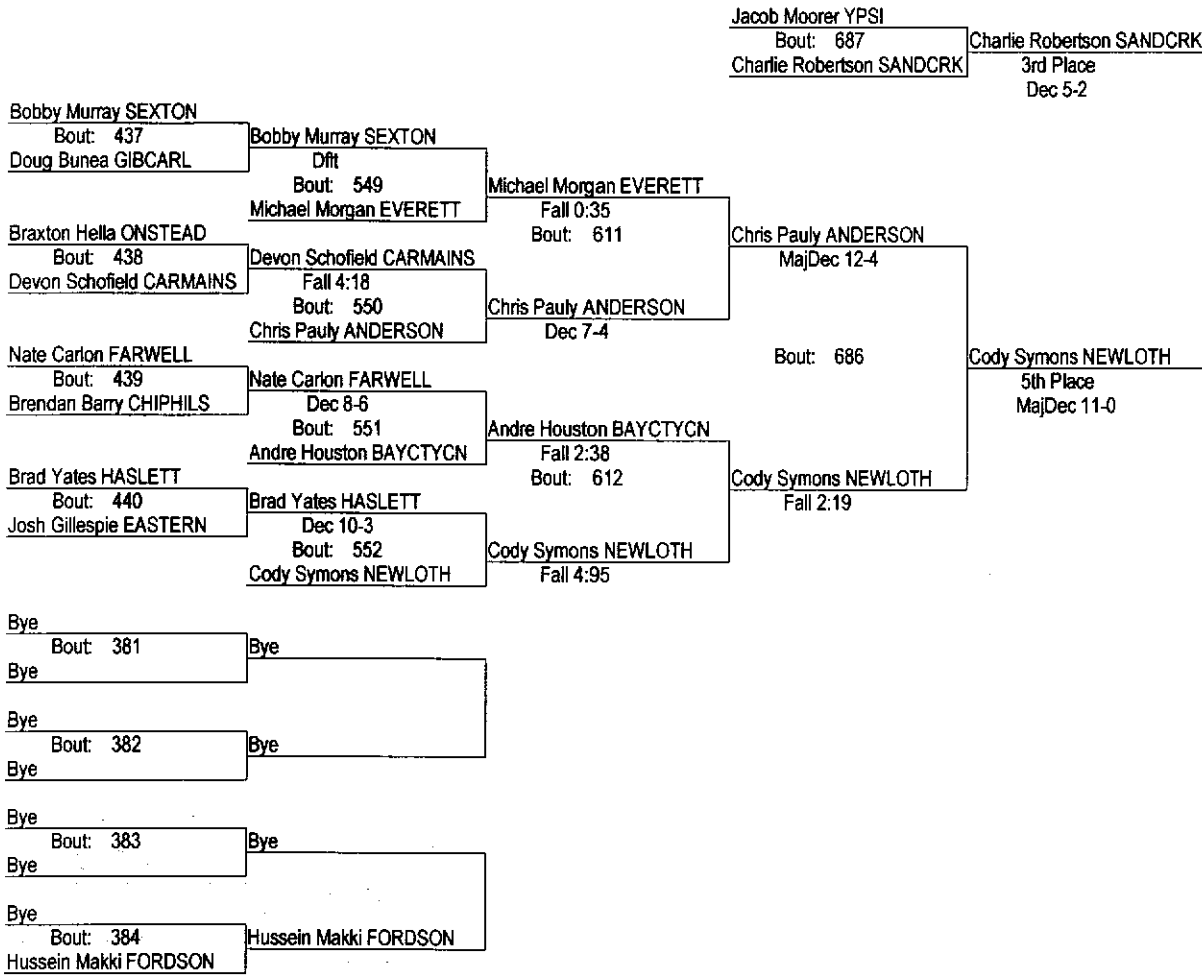 Jacob Moorer YPSI
Bout: 687
Charlie Robertson SANDCRK
Charlie Robertson SANDCRK
3rd Place
Dec 5-2
Bobby Murray SEXTON
Bout: 437
Doug Bunea GIBCARL
Bobby Murray SEXTON
Dflt
Bout: 549
Michael Morgan EVERETT
Michael Morgan EVERETT
Fall 0:35
Bout: 611
Braxton Hella ONSTEAD
Bout: 438
Devon Schofield CARMAINS
Devon Schofield CARMAINS
Fall 4:18
Bout: 550
Chris Pauly ANDERSON
Chris Pauly ANDERSON
Dec 7-4
Chris Pauly ANDERSON
MajDec 12-4
Bout: 686
Nate Carlon FARWELL
Bout: 439
Brendan Barry CHIPHILS
Nate Carlon FARWELL
Dec 8-6
Bout: 551
Andre Houston BAYCTYCN
Andre Houston BAYCTYCN
Fall 2:38
Bout: 612
Brad Yates HASLETT
Bout: 440
Josh Gillespie EASTERN
Brad Yates HASLETT
Dec 10-3
Bout: 552
Cody Symons NEWLOTH
Cody Symons NEWLOTH
Fall 4:95
Cody Symons NEWLOTH
Fall 2:19
Cody Symons NEWLOTH
5th Place
MajDec 11-0
Bye
Bout: 381
Bye
Bye
Bye
Bout: 382
Bye
Bye
Bye
Bout: 383
Bye
Bye
Bye
Bout: 384
Hussein Makki FORDSON
Hussein Makki FORDSON